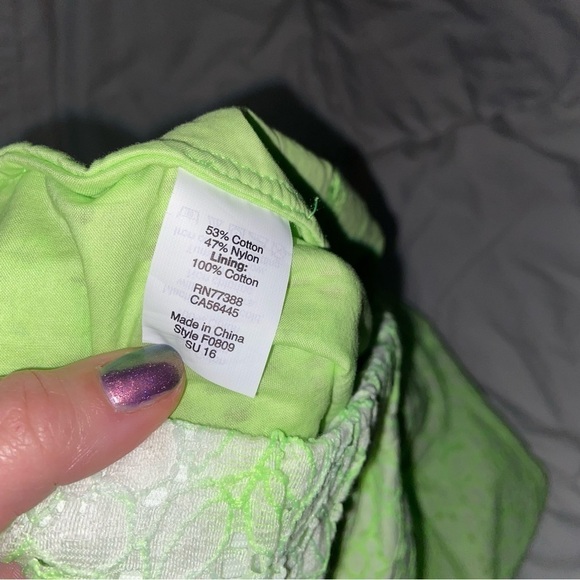 53% Cotton
47% Nylon
Lining:
100% Cotton
RN77388
CA56445
Made in China
Style F0809
SU 16